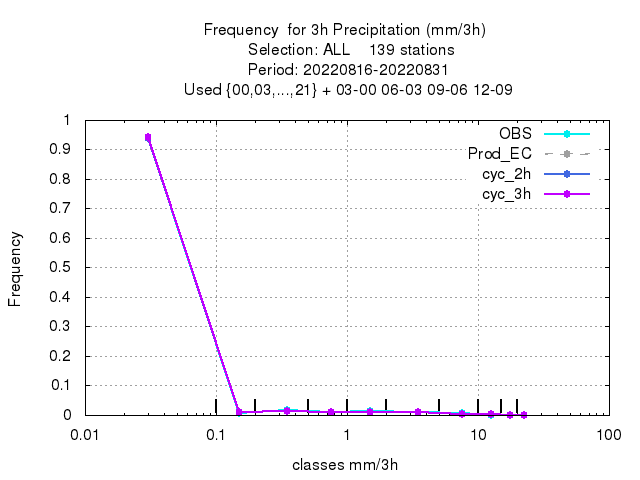 Frequency  for 3h Precipitation (mm/3h)
Selection: ALL    139 stations
Period: 20220816-20220831
Used {00,03,...,21} + 03-00 06-03 09-06 12-09
OBS
Prod_EC
cyc_2h
cyc_3h
1
0.9
0.8
0.7
0.6
0.5
0.4
0.3
0.2
0.1
0
Frequency
0.01 0.1 1 10 100
classes mm/3h